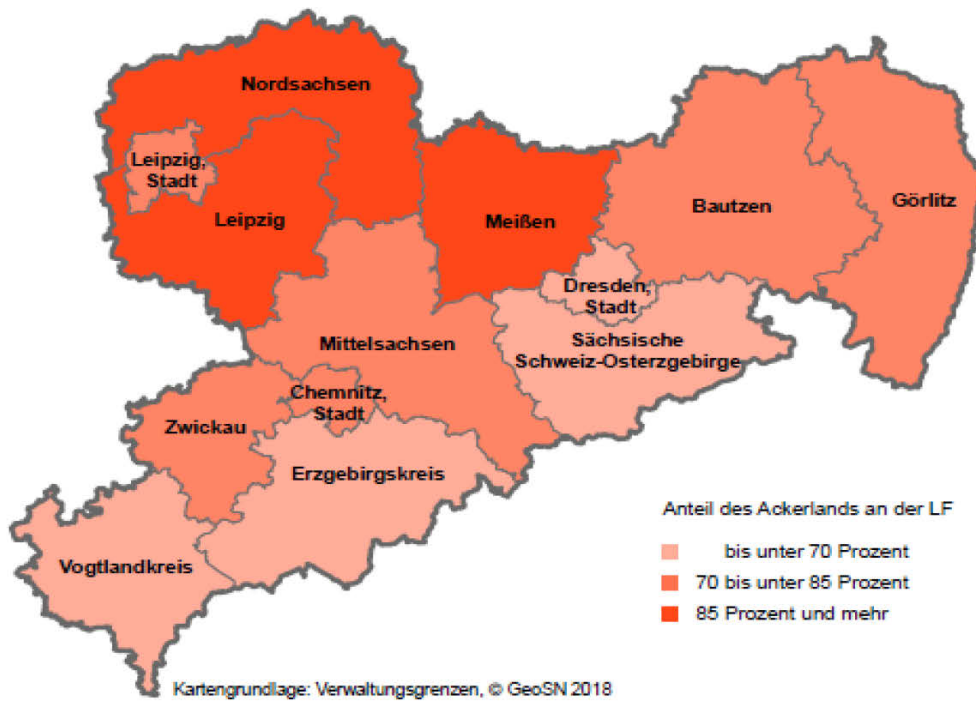 Nordsachsen
Leipzig,
Stadt
Leipzig
Meißen
Bautzen
Görlitz
Dresden,
Stadt
Sächsische
Schweiz-Osterzgebirge
Mittelsachsen
Chemnitz,
Stadt
Zwickau
Erzgebirgskreis
Vogtlandkreis
Anteil des Ackerlands an der LF
bis unter 70 Prozent
70 bis unter 85 Prozent
85 Prozent und mehr
Kartengrundlage: Verwaltungsgrenzen, © GeoSN 2018